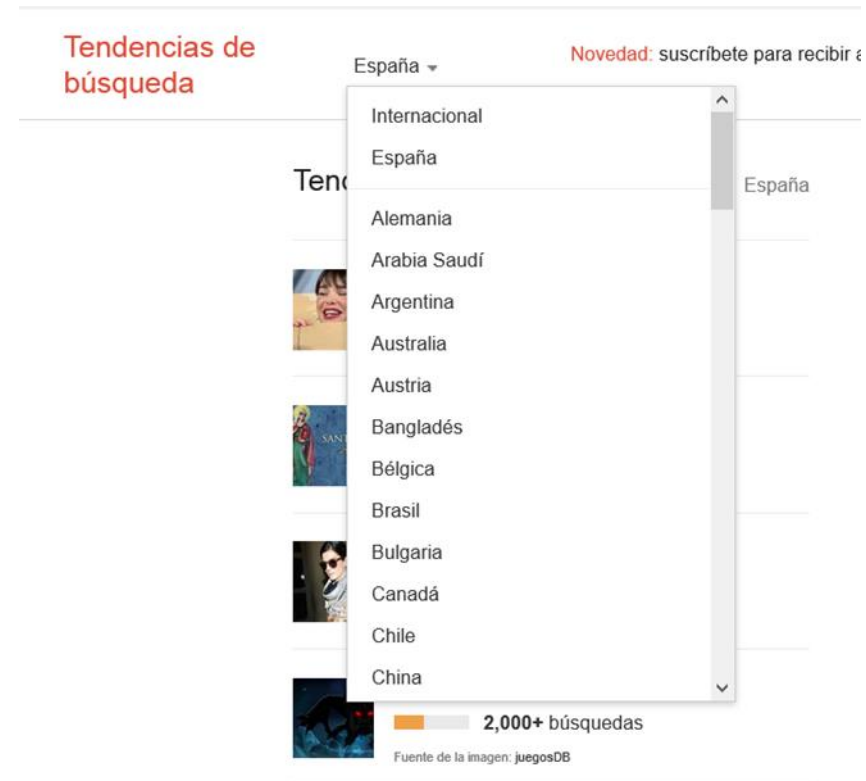 Tendencias de
búsqueda
España
Novedad: suscríbete para recibir
Internacional
España
Tend
España
Alemania
Arabia Saudí
Argentina
Australia
Austria
Bangladés
Bélgica
Brasil
Bulgaria
Canadá
Chile
China
SANT
2,000+ búsquedas
Fuente de la imagen: juegosDB